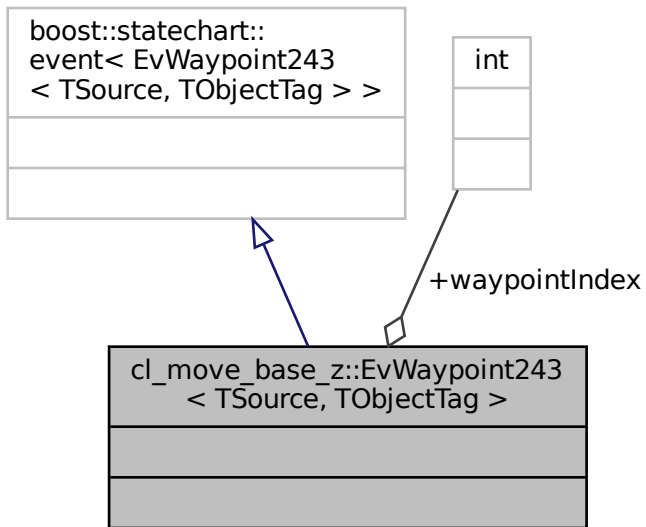 boost::statechart::
event< EvWaypoint243
< TSource, TObjectTag > >
int
+waypointIndex
cl_move_base_z::EvWaypoint243
< TSource, TObjectTag >